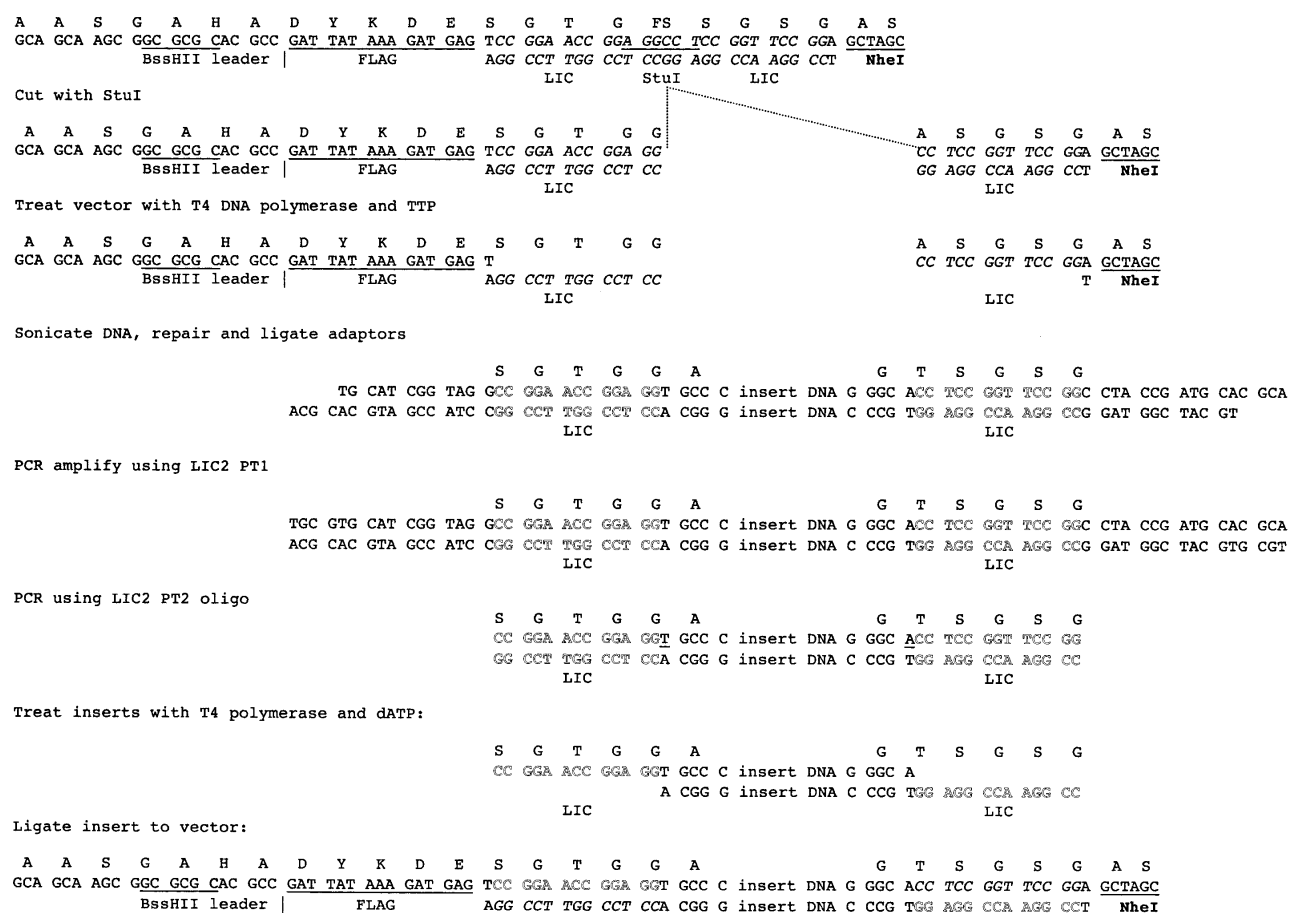 A A S G A H A D Y K D E S G T G FS S G S G A S
GCA GCA AGC GGC GCG CAC GCC GAT TAT AAA GAT GAG TCC GGA ACC GGA GGCCT CC GGT TCC GGA GCTAGC
BssHII leader | FLAG AGG CCT TGG CCT CCGG AGG CCA AGG CCT NheI
LIC StuI LIC
Cut with StuI
A A S G A H A D Y K D E S G T G G A S G S G A S
GCA GCA AGC GGC GCG CAC GCC GAT TAT AAA GAT GAG TCC GGA ACC GGA GG CC TCC GGT TCC GGA GCTAGC
BssHII leader | FLAG AGG CCT TGG CCT CC GG AGG CCA AGG CCT NheI
LIC LIC
Treat vector with T4 DNA polymerase and TTP
A A S G A H A D Y K D E S G T G G A S G S G A S
GCA GCA AGC GGC GCG CAC GCC GAT TAT AAA GAT GAG T CC TCC GGT TCC GGA GCTAGC
BssHII leader | FLAG AGG CCT TGG CCT CC T NheI
LIC LIC
Sonicate DNA, repair and ligate adaptors
S G T G G A G T S G S G
TG CAT CGG TAG GCC GGA ACC GGA GGT GCC C insert DNA G GGC ACC TCC GGT TCC GGC CTA CCG ATG CAC GCA
ACG CAC GTA GCC ATC CGG CCT TGG CCT CCA CGG G insert DNA C CCG TGG AGG CCA AGG CCG GAT GGC TAC GT
LIC LIC
PCR amplify using LIC2 PT1
S G T G G A G T S G S G
TGC GTG CAT CGG TAG GCC GGA ACC GGA GGT GCC C insert DNA G GGC ACC TCC GGT TCC GGC CTA CCG ATG CAC GCA
ACG CAC GTA GCC ATC CGG CCT TGG CCT CCA CGG G insert DNA C CCG TGG AGG CCA AGG CCG GAT GGC TAC GTG CGT
LIC LIC
PCR using LIC2 PT2 oligo
S G T G G A G T S G S G
CC GGA ACC GGA GGT GCC C insert DNA G GGC ACC TCC GGT TCC GG
GG CCT TGG CCT CCA CGG G insert DNA C CCG TGG AGG CCA AGG CC
LIC LIC
Treat inserts with T4 polymerase and dATP:
S G T G G A G T S G S G
CC GGA ACC GGA GGT GCC C insert DNA G GGC A
A CGG G insert DNA C CCG TGG AGG CCA AGG CC
LIC LIC
Ligate insert to vector:
A A S G A H A D Y K D E S G T G G A G T S G S G A S
GCA GCA AGC GGC GCG CAC GCC GAT TAT AAA GAT GAG TCC GGA ACC GGA GGT GCC C insert DNA G GGC ACC TCC GGT TCC GGA GCTAGC
BssHII leader | FLAG AGG CCT TGG CCT CCA CGG G insert DNA C CCG TGG AGG CCA AGG CCT NheI